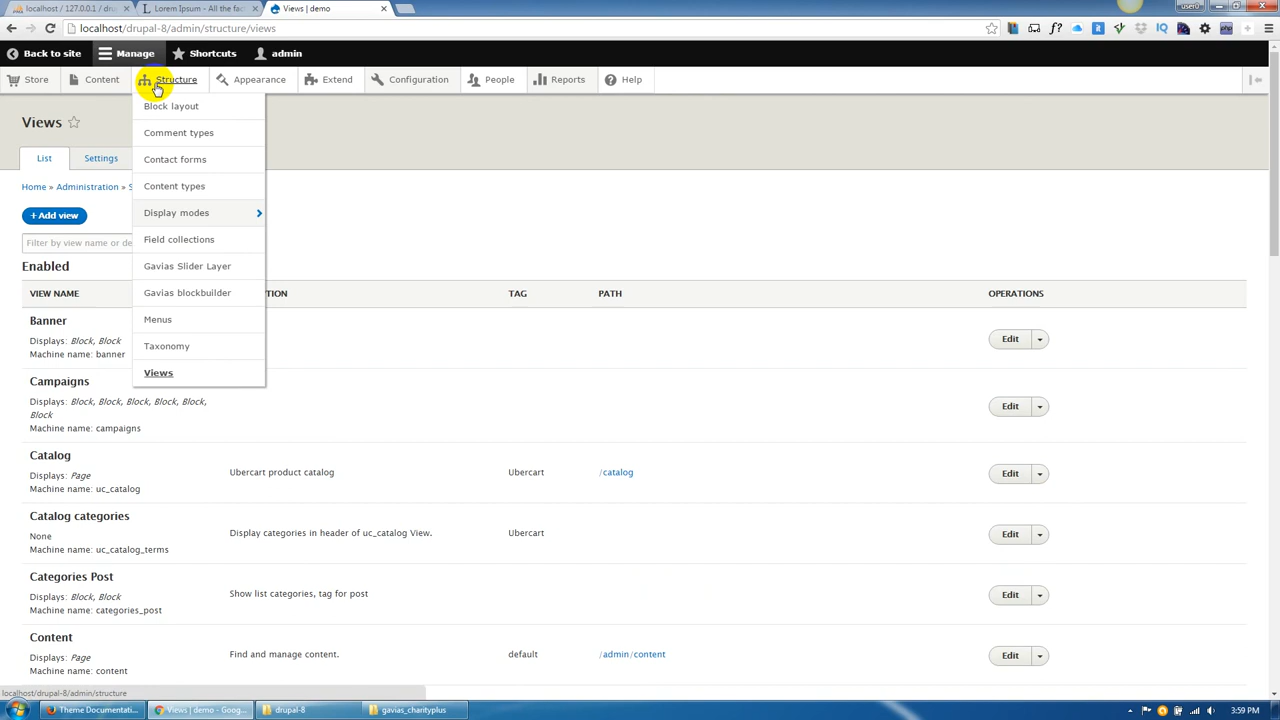 localhost / 127.0.0.1 / dru
Lorem Ipsum - All the fac
Views | demo
user0
localhost/drupal-8/admin/structure/views
Back to site
Manage
Shortcuts
admin
Store
Content
Structure
Appearance
Extend
Configuration
People
Reports
Help
Block layout
Comment types
Contact forms
Content types
Display modes
Field collections
Gavias Slider Layer
Gavias blockbuilder
Menus
Taxonomy
Views
Views
List
Settings
Home » Administration » S
+ Add view
Filter by view name or de
Enabled
VIEW NAME
TION
TAG
PATH
OPERATIONS
Banner
Displays: Block, Block
Machine name: banner
Edit
Campaigns
Displays: Block, Block, Block, Block, Block,
Block
Machine name: campaigns
Edit
Catalog
Displays: Page
Machine name: uc_catalog
Ubercart product catalog
Ubercart
/catalog
Edit
Catalog categories
None
Machine name: uc_catalog_terms
Display categories in header of uc_catalog View.
Ubercart
Edit
Categories Post
Displays: Block, Block
Machine name: categories_post
Show list categories, tag for post
Edit
Content
Displays: Page
Machine name: content
Find and manage content.
default
/admin/content
Edit
localhost/drupal-8/admin/structure
Theme Documentati...
Views | demo - Goog...
drupal-8
gavias_charityplus
3:59 PM